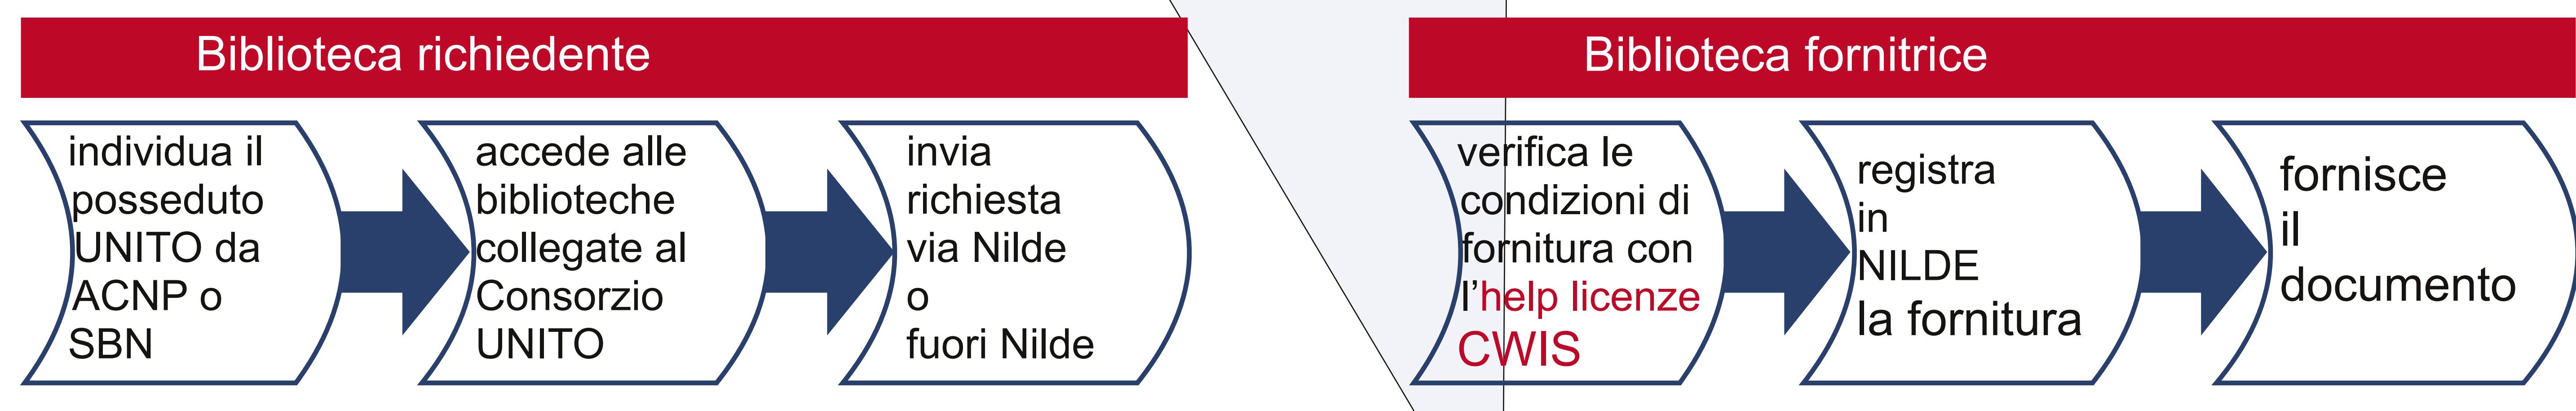 Biblioteca richiedente
individua il
posseduto
UNITO da
ACNP o
SBN
accede alle
biblioteche
collegate al
Consorzio
UNITO
invia
richiesta
via Nilde
o
fuori Nilde
Biblioteca fornitrice
verifica le
condizioni di
fornitura con
l’help licenze
CWIS
registra
in
NILDE
la fornitura
fornisce
il
documento